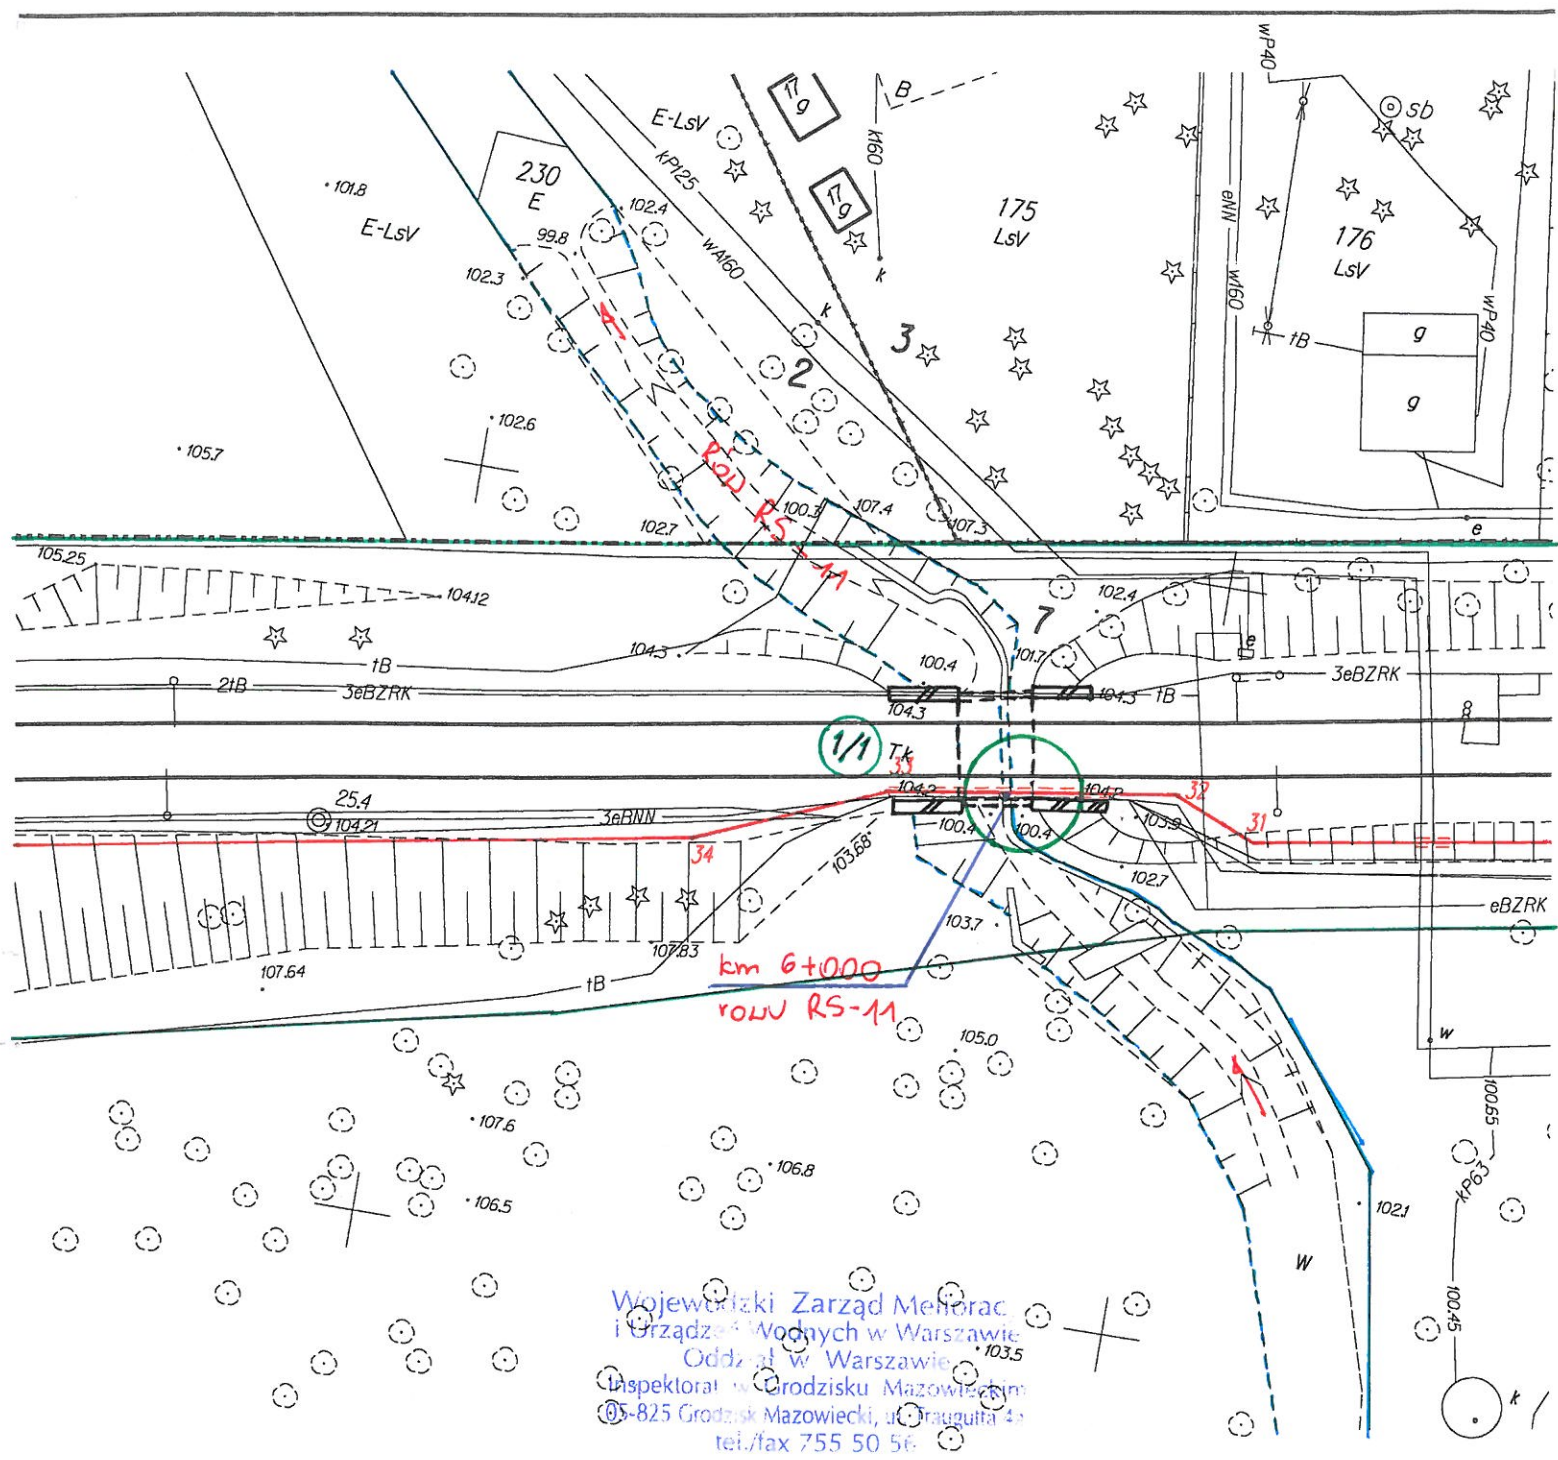 wP40
17
g
B
sb
E-LsV
k160
kP125
101.8
230
E
102.4
17
g
175
LsV
eNN
176
LsV
E-LsV
99.8
wA160
102.3
k
w160
wP40
k
tB
g
3
2
g
102.6
105.7
Rów
RS-11
100.3
107.4
102.7
107.3
e
105.25
104.12
102.4
7
104.3
101.7
e
tB
100.4
2tB
3eBZRK
104.3
tB
3eBZRK
104.3
8
1/1
T.k
33
104.2
104.2
32
25.4
104.21
3eBNN
100.4
100.4
103.9
31
34
103.68
102.7
eBZRK
103.7
107.83
107.64
km 6+000
tB
rowu RS-11
105.0
w
107.6
100.65
106.8
kP63
106.5
102.1
W
100.45
Wojewódzki Zarząd Meliorac
i Urządzeń Wodnych w Warszawie
Oddział w Warszawie
103.5
Inspektorat w Grodzisku Mazowieckim
05-825 Grodzisk Mazowiecki, ul. Traugutta 4a
k
tel./fax 755 50 56